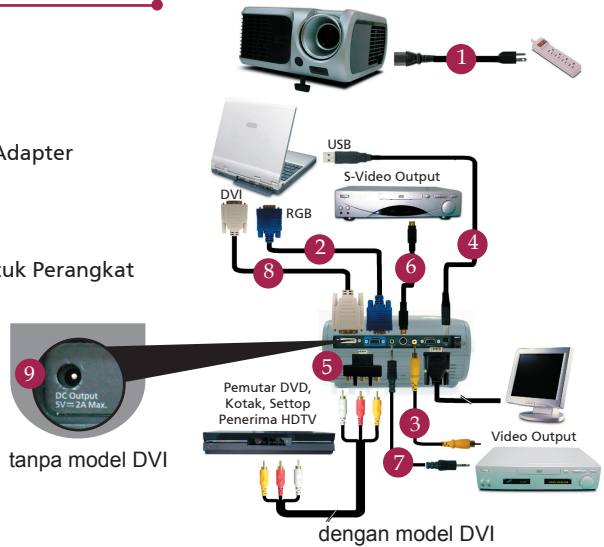 1
Adapter
USB
S-Video Output
DVI
RGB
2
4
6
8
tuk Perangkat
9
DC Output
5V⎓2A Max.
5
Pemutar DVD,
Kotak, Settop
Penerima HDTV
3
Video Output
7
tanpa model DVI
dengan model DVI